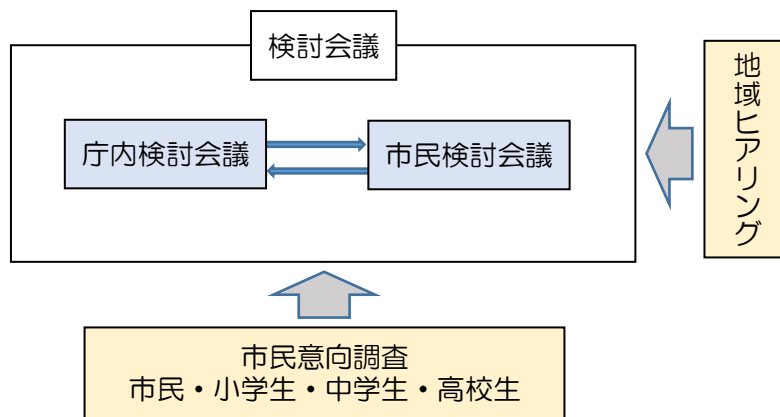 検討会議
庁内検討会議
市民検討会議
地域ヒアリング
市民意向調査
市民・小学生・中学生・高校生